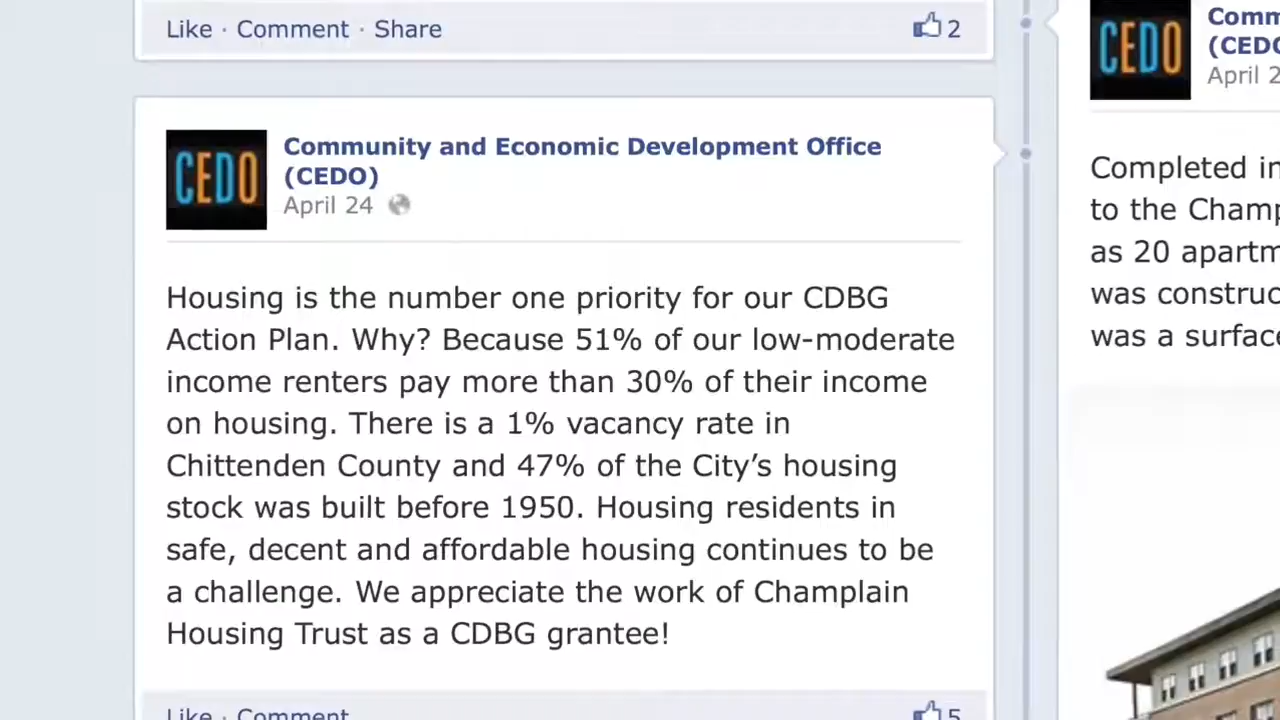 Like · Comment · Share
2
CEDO
Community and Economic Development Office
(CEDO)
April 24
Housing is the number one priority for our CDBG
Action Plan. Why? Because 51% of our low-moderate
income renters pay more than 30% of their income
on housing. There is a 1% vacancy rate in
Chittenden County and 47% of the City’s housing
stock was built before 1950. Housing residents in
safe, decent and affordable housing continues to be
a challenge. We appreciate the work of Champlain
Housing Trust as a CDBG grantee!
Like · Comment
5
CEDO
(CEDO
April 2
Completed in
to the Champ
as 20 apartm
was construc
was a surface